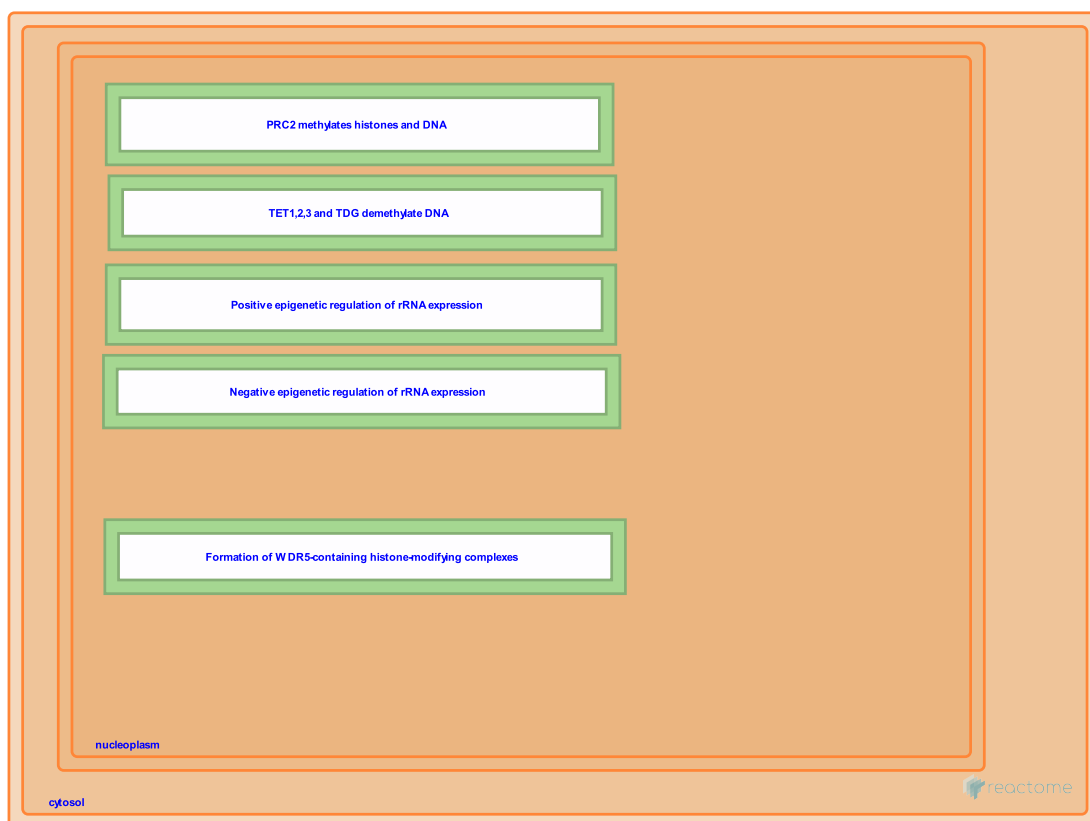 PRC2 methylates histones and DNA
TET1,2,3 and TDG demethylate DNA
Positive epigenetic regulation of rRNA expression
Negative epigenetic regulation of rRNA expression
Formation of WDR5-containing histone-modifying complexes
nucleoplasm
reactome
cytosol